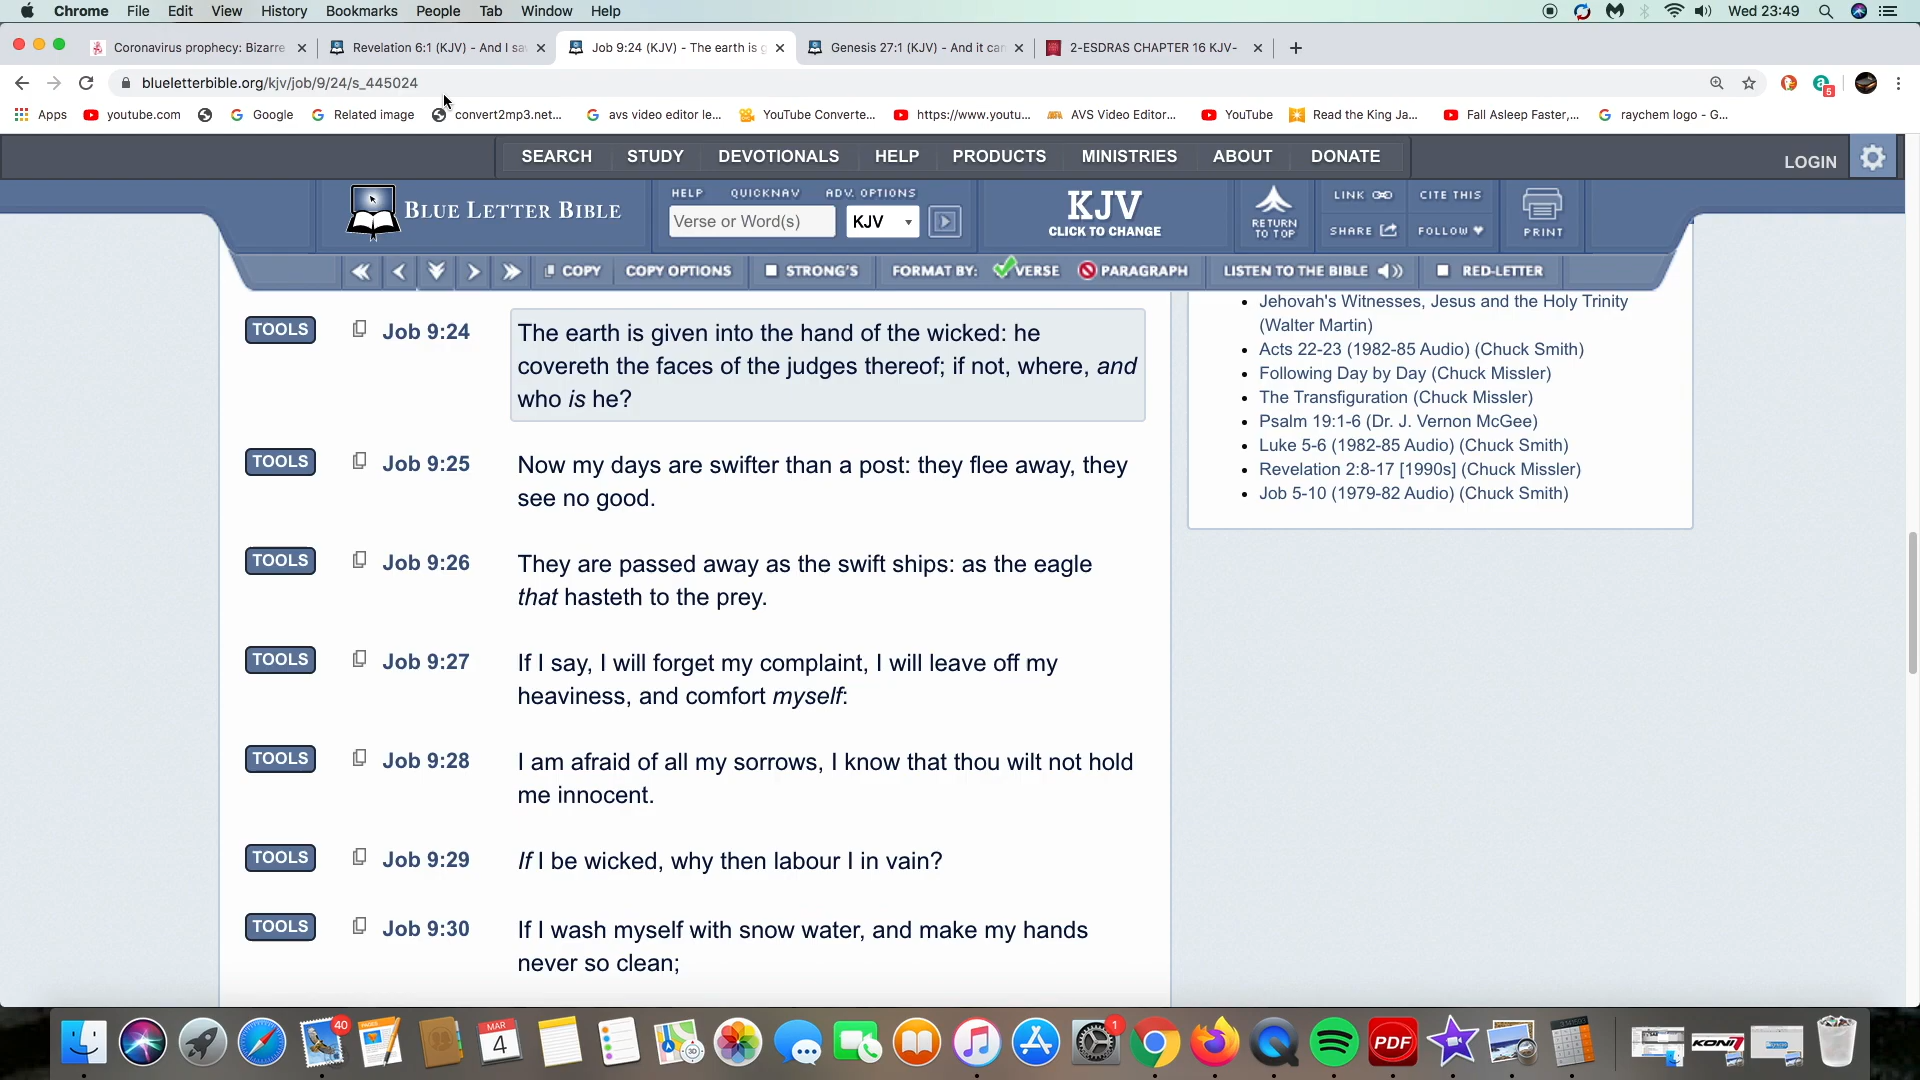 Chrome File Edit View History Bookmarks People Tab Window Help Wed 23:49
Coronavirus prophecy: Bizarre Revelation 6:1 (KJV) - And I sa Job 9:24 (KJV) - The earth is g Genesis 27:1 (KJV) - And it can 2-ESDRAS CHAPTER 16 KJV-
blueletterbible.org/kjv/job/9/24/s_445024 5
Apps youtube.com Google Related image convert2mp3.net... avs video editor le... YouTube Converte... https://www.youtu... AVS Video Editor... YouTube Read the King Ja... Fall Asleep Faster,... raychem logo - G...
SEARCH STUDY DEVOTIONALS HELP PRODUCTS MINISTRIES ABOUT DONATE LOGIN
HELP QUICKNAV ADV. OPTIONS
BLUE LETTER BIBLE Verse or Word(s) KJV
KJV
CLICK TO CHANGE
RETURN
TO TOP
LINK CITE THIS
SHARE FOLLOW
PRINT
COPY COPY OPTIONS STRONG'S FORMAT BY: VERSE PARAGRAPH LISTEN TO THE BIBLE RED-LETTER
TOOLS Job 9:24 The earth is given into the hand of the wicked: he
covereth the faces of the judges thereof; if not, where, and
who is he?
TOOLS Job 9:25 Now my days are swifter than a post: they flee away, they
see no good.
TOOLS Job 9:26 They are passed away as the swift ships: as the eagle
that hasteth to the prey.
TOOLS Job 9:27 If I say, I will forget my complaint, I will leave off my
heaviness, and comfort myself:
TOOLS Job 9:28 I am afraid of all my sorrows, I know that thou wilt not hold
me innocent.
TOOLS Job 9:29 If I be wicked, why then labour I in vain?
TOOLS Job 9:30 If I wash myself with snow water, and make my hands
never so clean;
Jehovah's Witnesses, Jesus and the Holy Trinity
(Walter Martin)
Acts 22-23 (1982-85 Audio) (Chuck Smith)
Following Day by Day (Chuck Missler)
The Transfiguration (Chuck Missler)
Psalm 19:1-6 (Dr. J. Vernon McGee)
Luke 5-6 (1982-85 Audio) (Chuck Smith)
Revelation 2:8-17 [1990s] (Chuck Missler)
Job 5-10 (1979-82 Audio) (Chuck Smith)
40 PAGES MAR 4 3D 1 PDF KONI